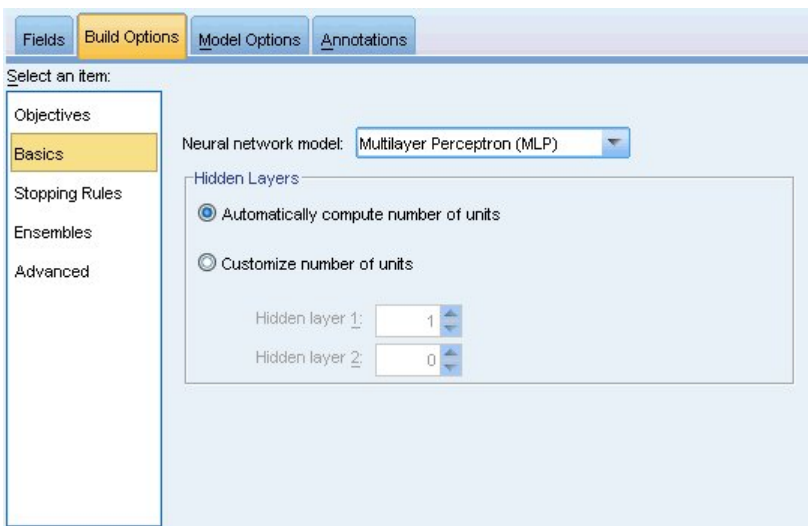 Fields Build Options Model Options Annotations
Select an item:
Objectives
Basics
Stopping Rules
Ensembles
Advanced
Neural network model: Multilayer Perceptron (MLP)
Hidden Layers
Automatically compute number of units
Customize number of units
Hidden layer 1: 1
Hidden layer 2: 0